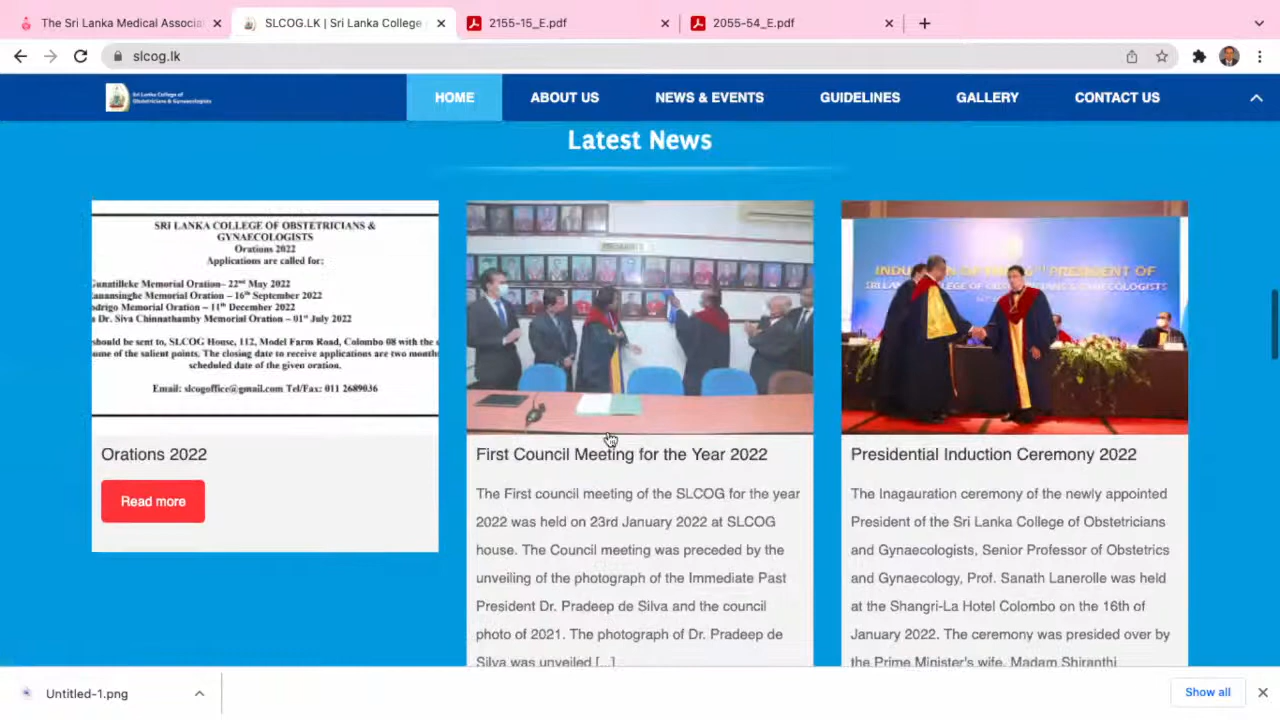 The Sri Lanka Medical Associa
SLCOG.LK | Sri Lanka College
2155-15_E.pdf
2055-54_E.pdf
slcog.lk
Sri Lanka College of
Obstetricians & Gynaecologists
HOME
ABOUT US
NEWS & EVENTS
GUIDELINES
GALLERY
CONTACT US
Latest News
SRI LANKA COLLEGE OF OBSTETRICIANS &
GYNAECOLOGISTS
Orations 2022
Applications are called for:
Gunatilleke Memorial Oration– 22nd May 2022
anansinghe Memorial Oration – 16th September 2022
odrigo Memorial Oration – 11th December 2022
Dr. Siva Chinnathamby Memorial Oration – 01st July 2022
should be sent to, SLCOG House, 112, Model Farm Road, Colombo 08 with the
ome of the salient points. The closing date to receive applications are two month
scheduled date of the given oration.
Email: slcogoffice@gmail.com Tel/Fax: 011 2689036
INDUCTION OF THE PRESIDENT OF
SRI LANKA COLLEGE OF OBSTETRICIANS & GYNAECOLOGISTS
Orations 2022
Read more
First Council Meeting for the Year 2022
The First council meeting of the SLCOG for the year
2022 was held on 23rd January 2022 at SLCOG
house. The Council meeting was preceded by the
unveiling of the photograph of the Immediate Past
President Dr. Pradeep de Silva and the council
photo of 2021. The photograph of Dr. Pradeep de
Silva was unveiled [...]
Presidential Induction Ceremony 2022
The Inagauration ceremony of the newly appointed
President of the Sri Lanka College of Obstetricians
and Gynaecologists, Senior Professor of Obstetrics
and Gynaecology, Prof. Sanath Lanerolle was held
at the Shangri-La Hotel Colombo on the 16th of
January 2022. The ceremony was presided over by
the Prime Minister's wife, Madam Shiranthi
Untitled-1.png
Show all